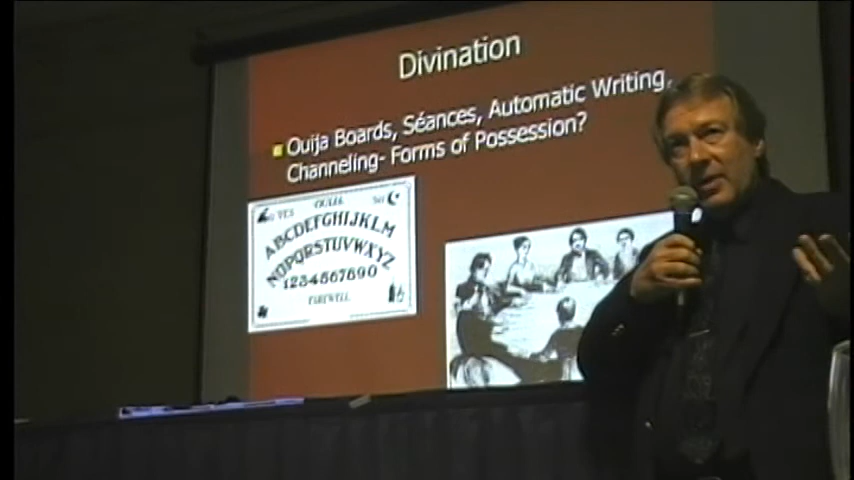 Divination
Ouija Boards, Séances, Automatic Writing,
Channeling- Forms of Possession?
YES OUIJA NO
ABCDEFGHIJKLM
NOPQRSTUVWXYZ
1234567890
FAREWELL